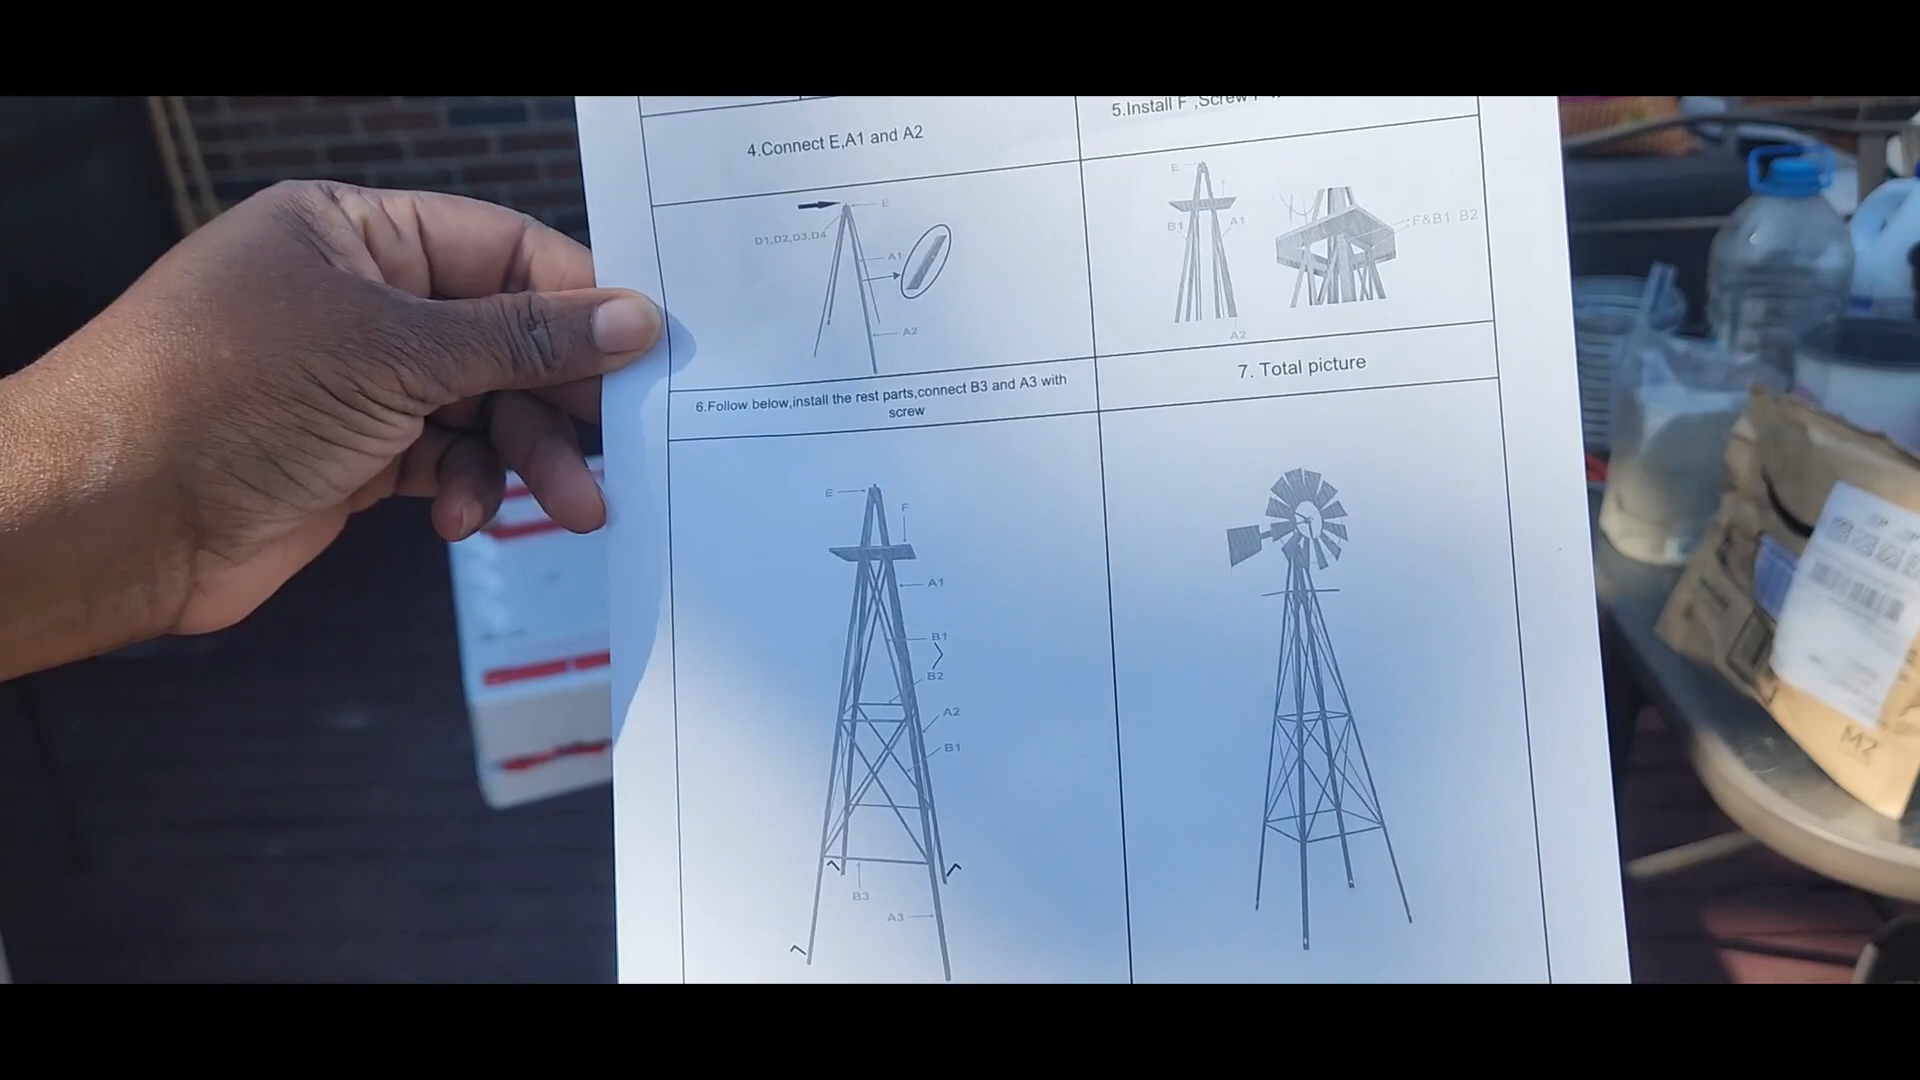 4.Connect E,A1 and A2
5.Install F ,Screw
E
D1,D2,D3,D4
A1
A2
E
B1
A1
F&B1 B2
A2
6.Follow below,install the rest parts,connect B3 and A3 with
screw
7. Total picture
E
F
A1
B1
B2
A2
B1
B3
A3
MZ